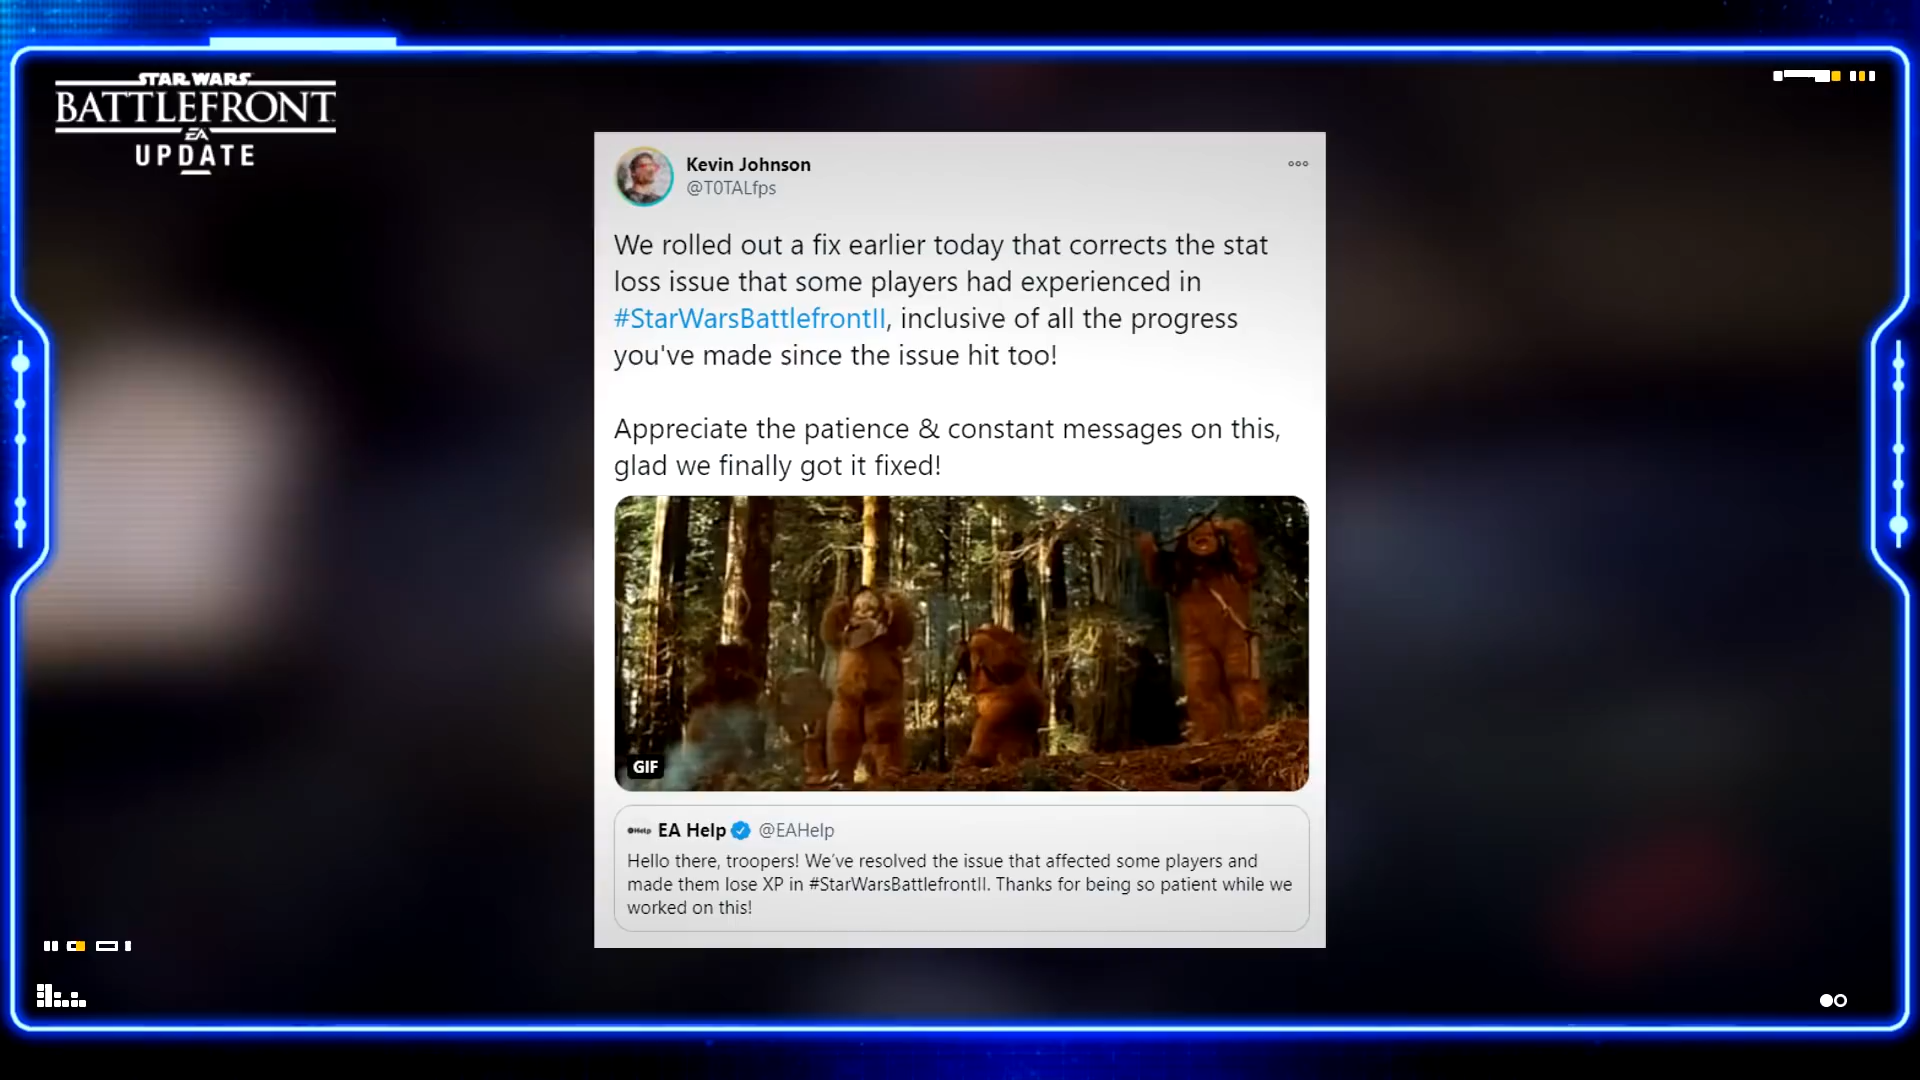 STAR WARS
BATTLEFRONT
EA
UPDATE
Kevin Johnson
@T0TALfps
We rolled out a fix earlier today that corrects the stat
loss issue that some players had experienced in
#StarWarsBattlefrontII, inclusive of all the progress
you've made since the issue hit too!
Appreciate the patience & constant messages on this,
glad we finally got it fixed!
GIF
Help EA Help @EAHelp
Hello there, troopers! We've resolved the issue that affected some players and
made them lose XP in #StarWarsBattlefrontII. Thanks for being so patient while we
worked on this!